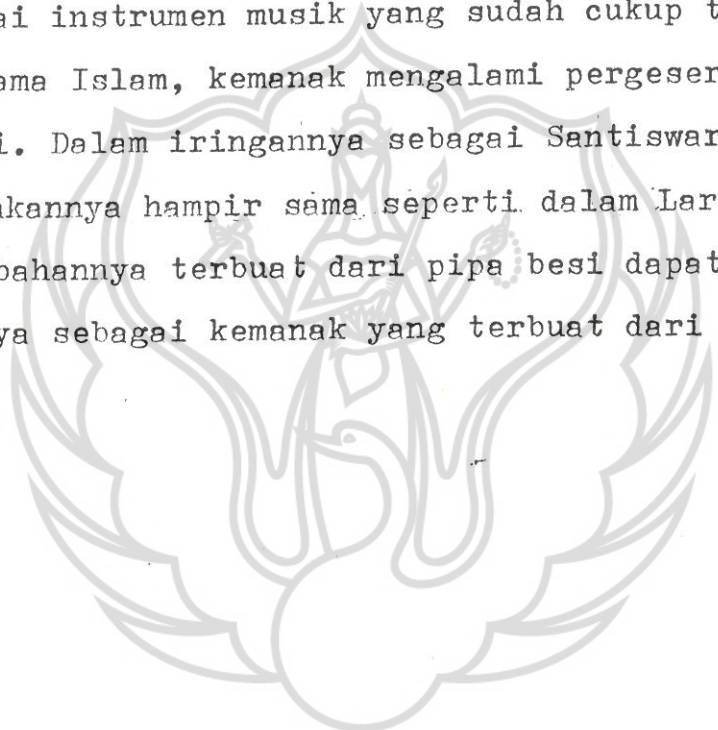 ai instrumen musik yang sudah cukup t
ama Islam, kemanak mengalami pergeser
i. Dalam iringannya sebagai Santiswar
akannya hampir sama seperti dalam Lar
bahannya terbuat dari pipa besi dapat
ya sebagai kemanak yang terbuat dari